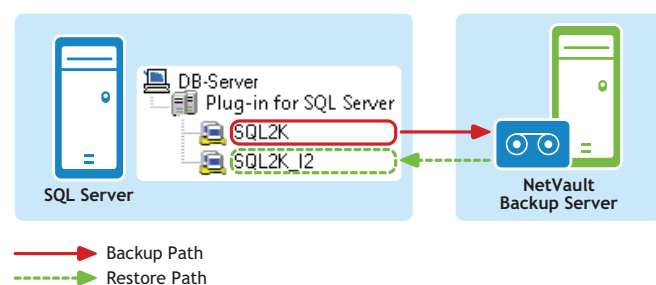 DB-Server
Plug-in for SQL Server
SQL2K
SQL2K_I2
SQL Server
NetVault
Backup Server
Backup Path
Restore Path